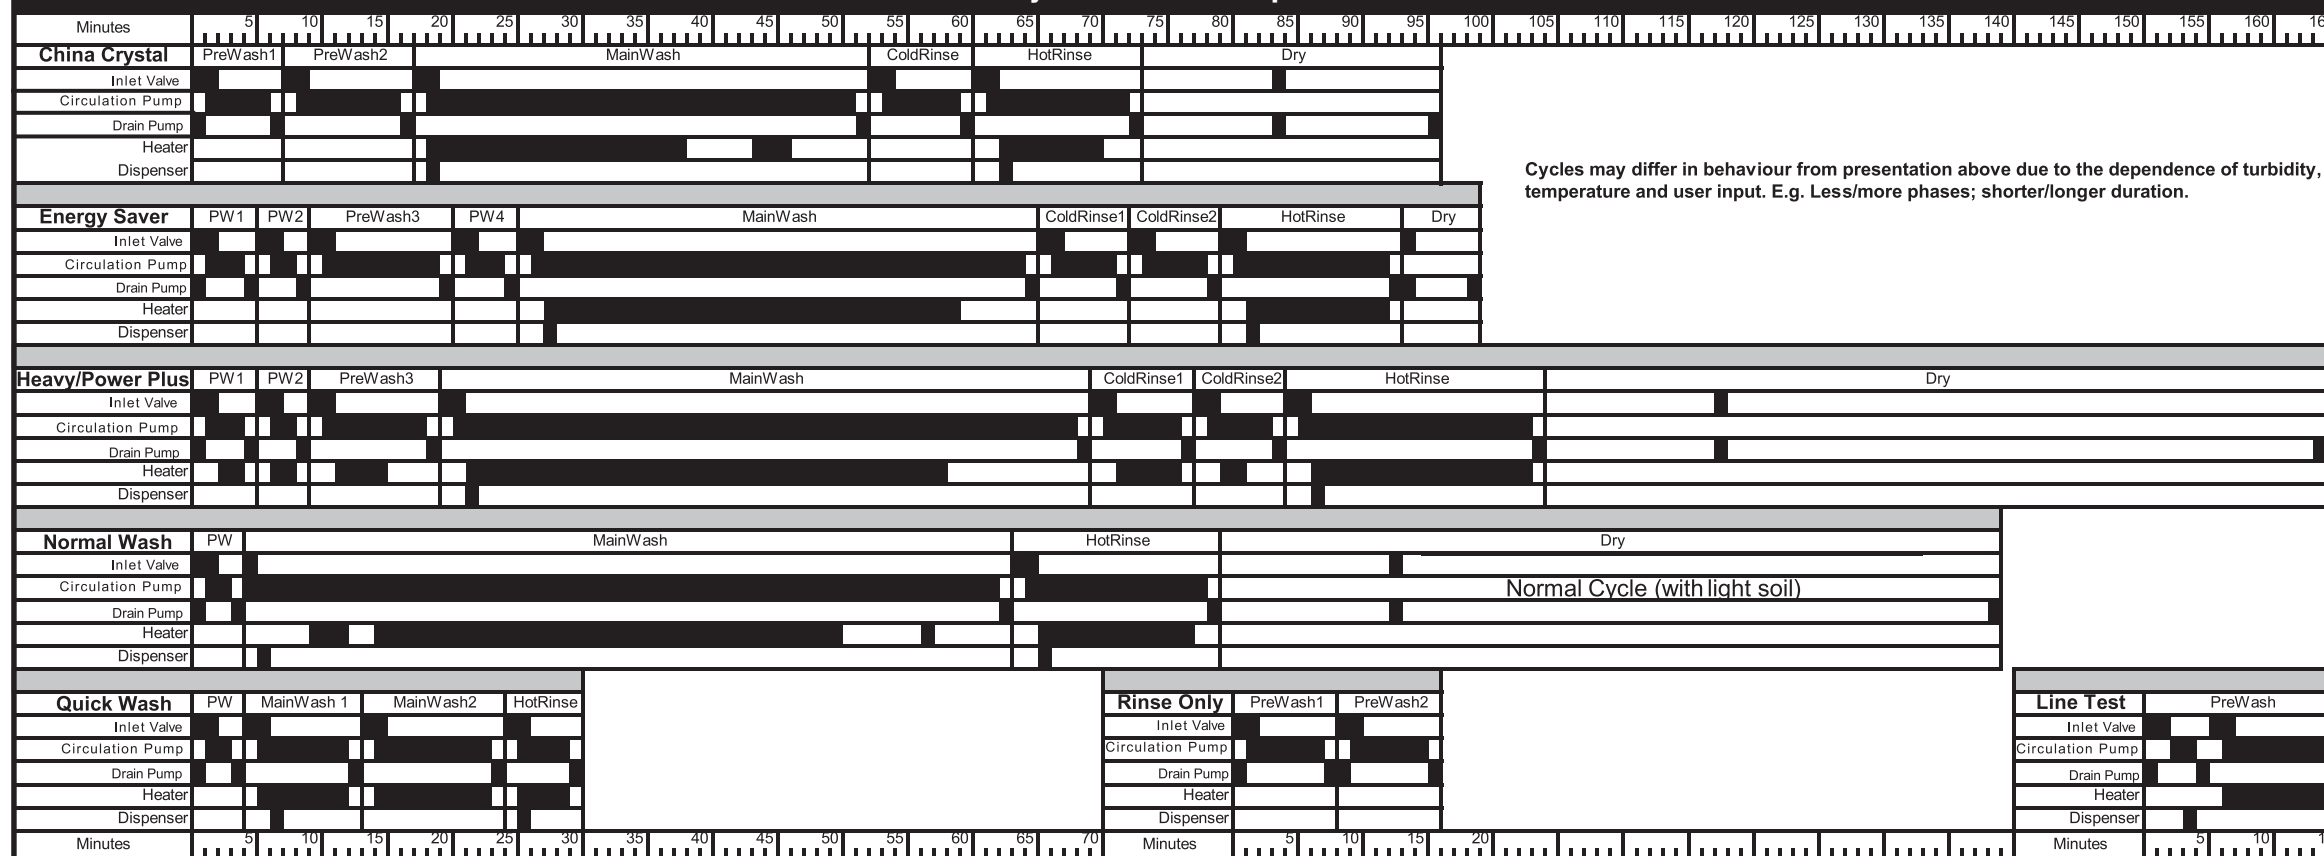 Minutes 5 10 15 20 25 30 35 40 45 50 55 60 65 70 75 80 85 90 95 100 105 110 115 120 125 130 135 140 145 150 155 160
China Crystal PreWash1 PreWash2 MainWash ColdRinse HotRinse Dry
Inlet Valve
Circulation Pump
Drain Pump
Heater
Dispenser
Cycles may differ in behaviour from presentation above due to the dependence of turbidity,
temperature and user input. E.g. Less/more phases; shorter/longer duration.
Energy Saver PW1 PW2 PreWash3 PW4 MainWash ColdRinse1 ColdRinse2 HotRinse Dry
Inlet Valve
Circulation Pump
Drain Pump
Heater
Dispenser
Heavy/Power Plus PW1 PW2 PreWash3 MainWash ColdRinse1 ColdRinse2 HotRinse Dry
Inlet Valve
Circulation Pump
Drain Pump
Heater
Dispenser
Normal Wash PW MainWash HotRinse Dry
Inlet Valve
Circulation Pump Normal Cycle (with light soil)
Drain Pump
Heater
Dispenser
Quick Wash PW MainWash 1 MainWash2 HotRinse Rinse Only PreWash1 PreWash2 Line Test PreWash
Inlet Valve Inlet Valve Inlet Valve
Circulation Pump Circulation Pump Circulation Pump
Drain Pump Drain Pump Drain Pump
Heater Heater Heater
Dispenser Dispenser Dispenser
Minutes 5 10 15 20 25 30 35 40 45 50 55 60 65 70 Minutes 5 10 15 20 Minutes 5 10